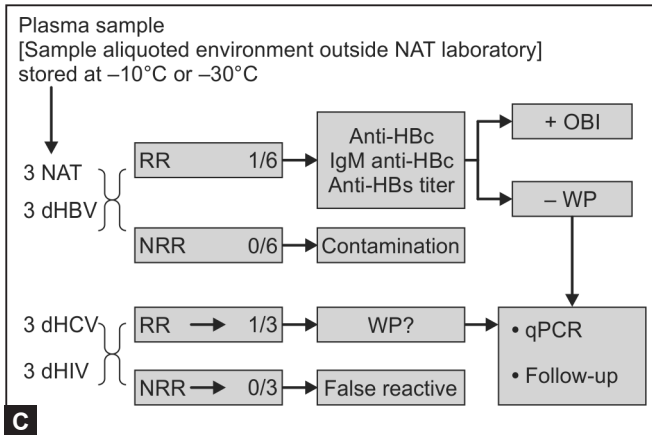 Plasma sample
[Sample aliquoted environment outside NAT laboratory]
stored at –10°C or –30°C
3 NAT
3 dHBV
RR 1/6
Anti-HBc
IgM anti-HBc
Anti-HBs titer
+ OBI
– WP
NRR 0/6
Contamination
3 dHCV
3 dHIV
RR 1/3
WP?
• qPCR
• Follow-up
NRR 0/3
False reactive
C